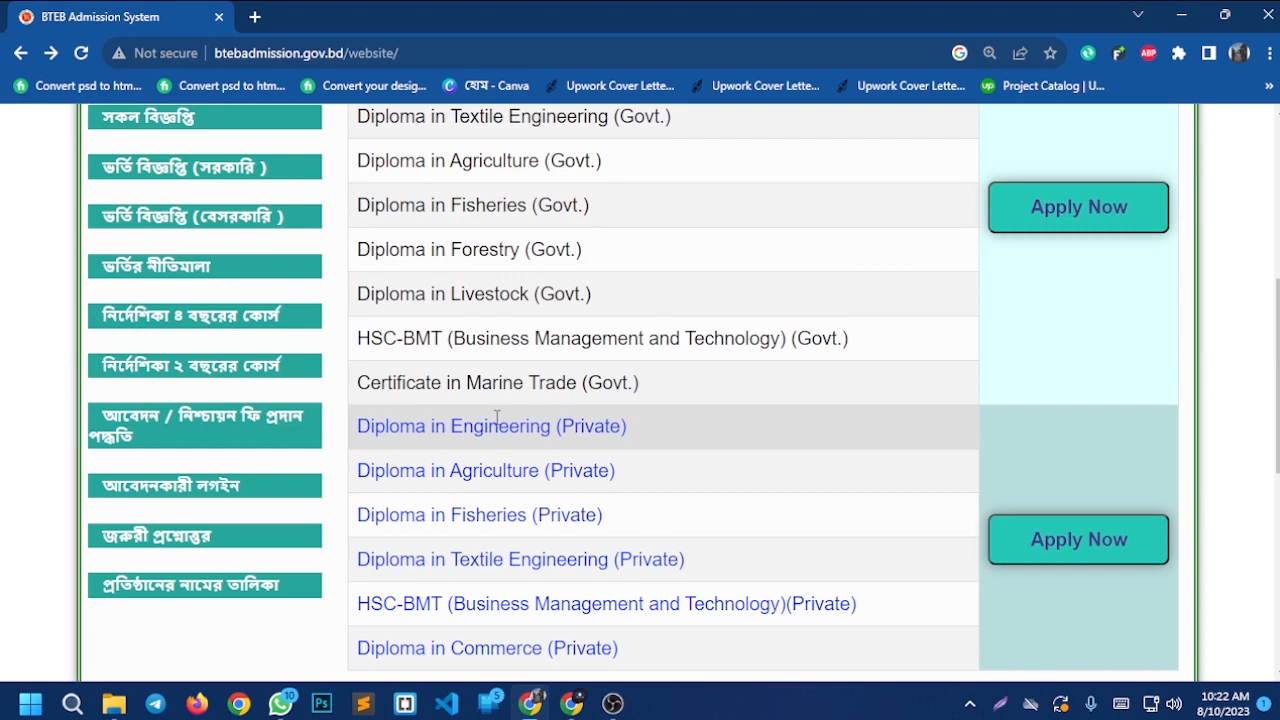 BTEB Admission System
Not secure
btebadmission.gov.bd/website/
ABP
Convert psd to htm...
Convert psd to htm...
Convert your desig...
হোম - Canva
Upwork Cover Lette...
Upwork Cover Lette...
Upwork Cover Lette...
Project Catalog | U...
সকল বিজ্ঞপ্তি
ভর্তি বিজ্ঞপ্তি (সরকারি )
ভর্তি বিজ্ঞপ্তি (বেসরকারি )
ভর্তির নীতিমালা
নির্দেশিকা ৪ বছরের কোর্স
নির্দেশিকা ২ বছরের কোর্স
আবেদন / নিশ্চায়ন ফি প্রদান
পদ্ধতি
আবেদনকারী লগইন
জরুরী প্রশ্নোত্তর
প্রতিষ্ঠানের নামের তালিকা
Diploma in Textile Engineering (Govt.)
Diploma in Agriculture (Govt.)
Diploma in Fisheries (Govt.)
Diploma in Forestry (Govt.)
Diploma in Livestock (Govt.)
HSC-BMT (Business Management and Technology) (Govt.)
Certificate in Marine Trade (Govt.)
Apply Now
Diploma in Engineering (Private)
Diploma in Agriculture (Private)
Diploma in Fisheries (Private)
Diploma in Textile Engineering (Private)
HSC-BMT (Business Management and Technology)(Private)
Diploma in Commerce (Private)
Apply Now
10
Ps
5
10:22 AM
8/10/2023
1